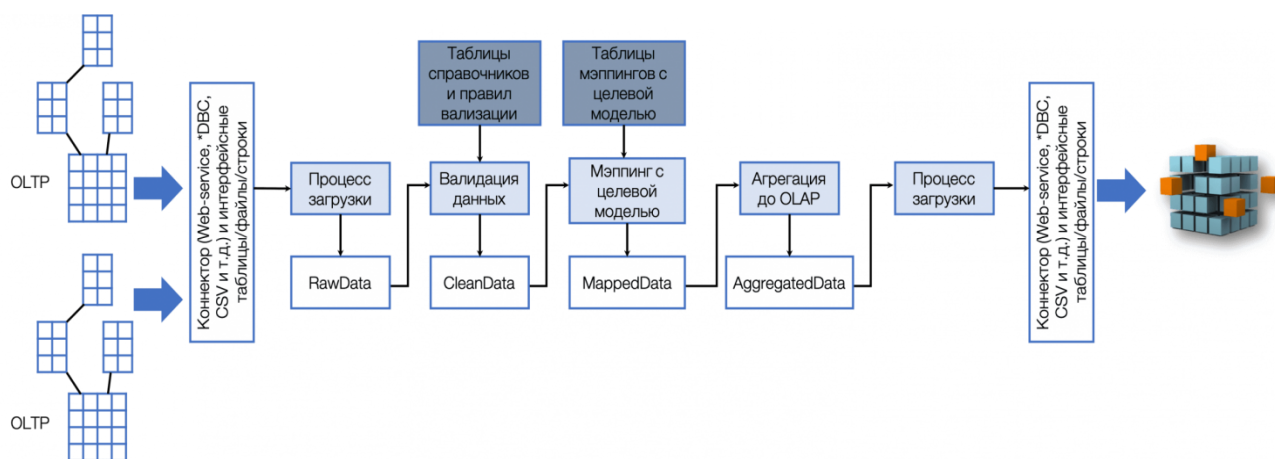 OLTP
OLTP
Коннектор (Web-service, *DBC,
CSV и т.д.) и интерфейсные
таблицы/файлы/строки
Процесс
загрузки
RawData
Таблицы
справочников
и правил
вализации
Валидация
данных
CleanData
Таблицы
мэппингов с
целевой
моделью
Мэппинг с
целевой
моделью
MappedData
Агрегация
до OLAP
AggregatedData
Процесс
загрузки
Коннектор (Web-service, *DBC,
CSV и т.д.) и интерфейсные
таблицы/файлы/строки